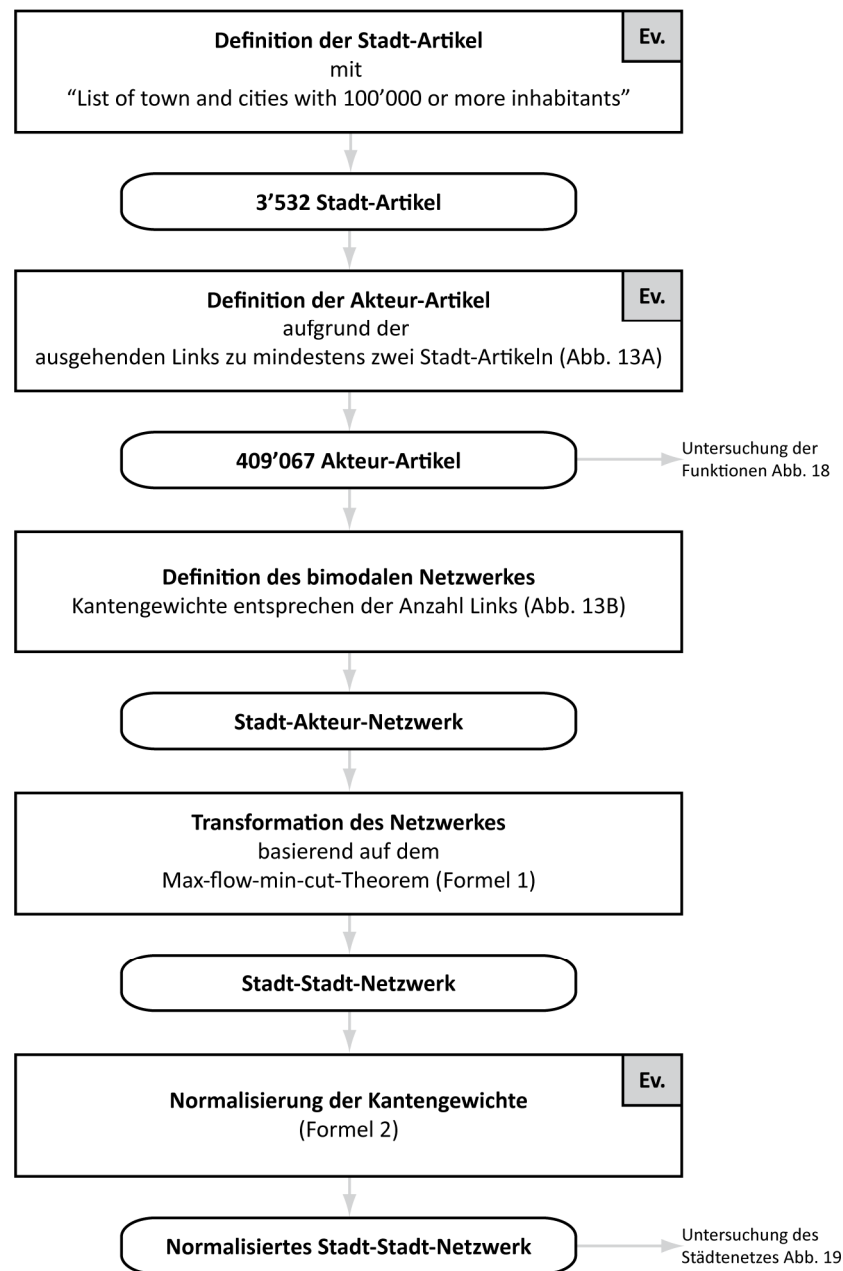 Definition der Stadt-Artikel
Ev.
mit
“List of town and cities with 100’000 or more inhabitants”
3’532 Stadt-Artikel
Definition der Akteur-Artikel
Ev.
aufgrund der
ausgehenden Links zu mindestens zwei Stadt-Artikeln (Abb. 13A)
409’067 Akteur-Artikel
Untersuchung der
Funktionen Abb. 18
Definition des bimodalen Netzwerkes
Kantengewichte entsprechen der Anzahl Links (Abb. 13B)
Stadt-Akteur-Netzwerk
Transformation des Netzwerkes
basierend auf dem
Max-flow-min-cut-Theorem (Formel 1)
Stadt-Stadt-Netzwerk
Ev.
Normalisierung der Kantengewichte
(Formel 2)
Normalisiertes Stadt-Stadt-Netzwerk
Untersuchung des
Städtenetzes Abb. 19